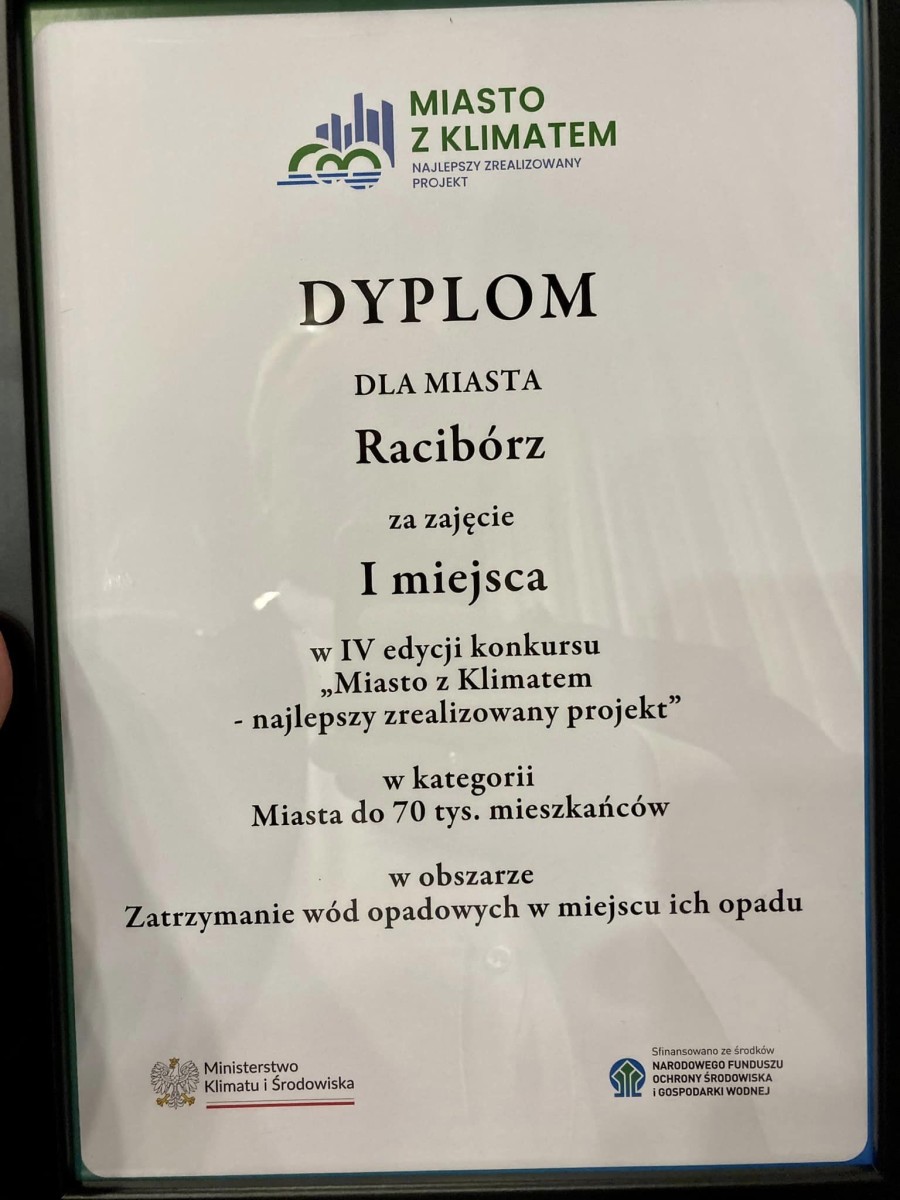 MIASTO
Z KLIMATEM
NAJLEPSZY ZREALIZOWANY
PROJEKT
DYPLOM
DLA MIASTA
Racibórz
za zajęcie
I miejsca
w IV edycji konkursu
„Miasto z Klimatem
- najlepszy zrealizowany projekt”
w kategorii
Miasta do 70 tys. mieszkańców
w obszarze
Zatrzymanie wód opadowych w miejscu ich opadu
Ministerstwo
Klimatu i Środowiska
Sfinansowano ze środków
NARODOWEGO FUNDUSZU
OCHRONY ŚRODOWISKA
i GOSPODARKI WODNEJ